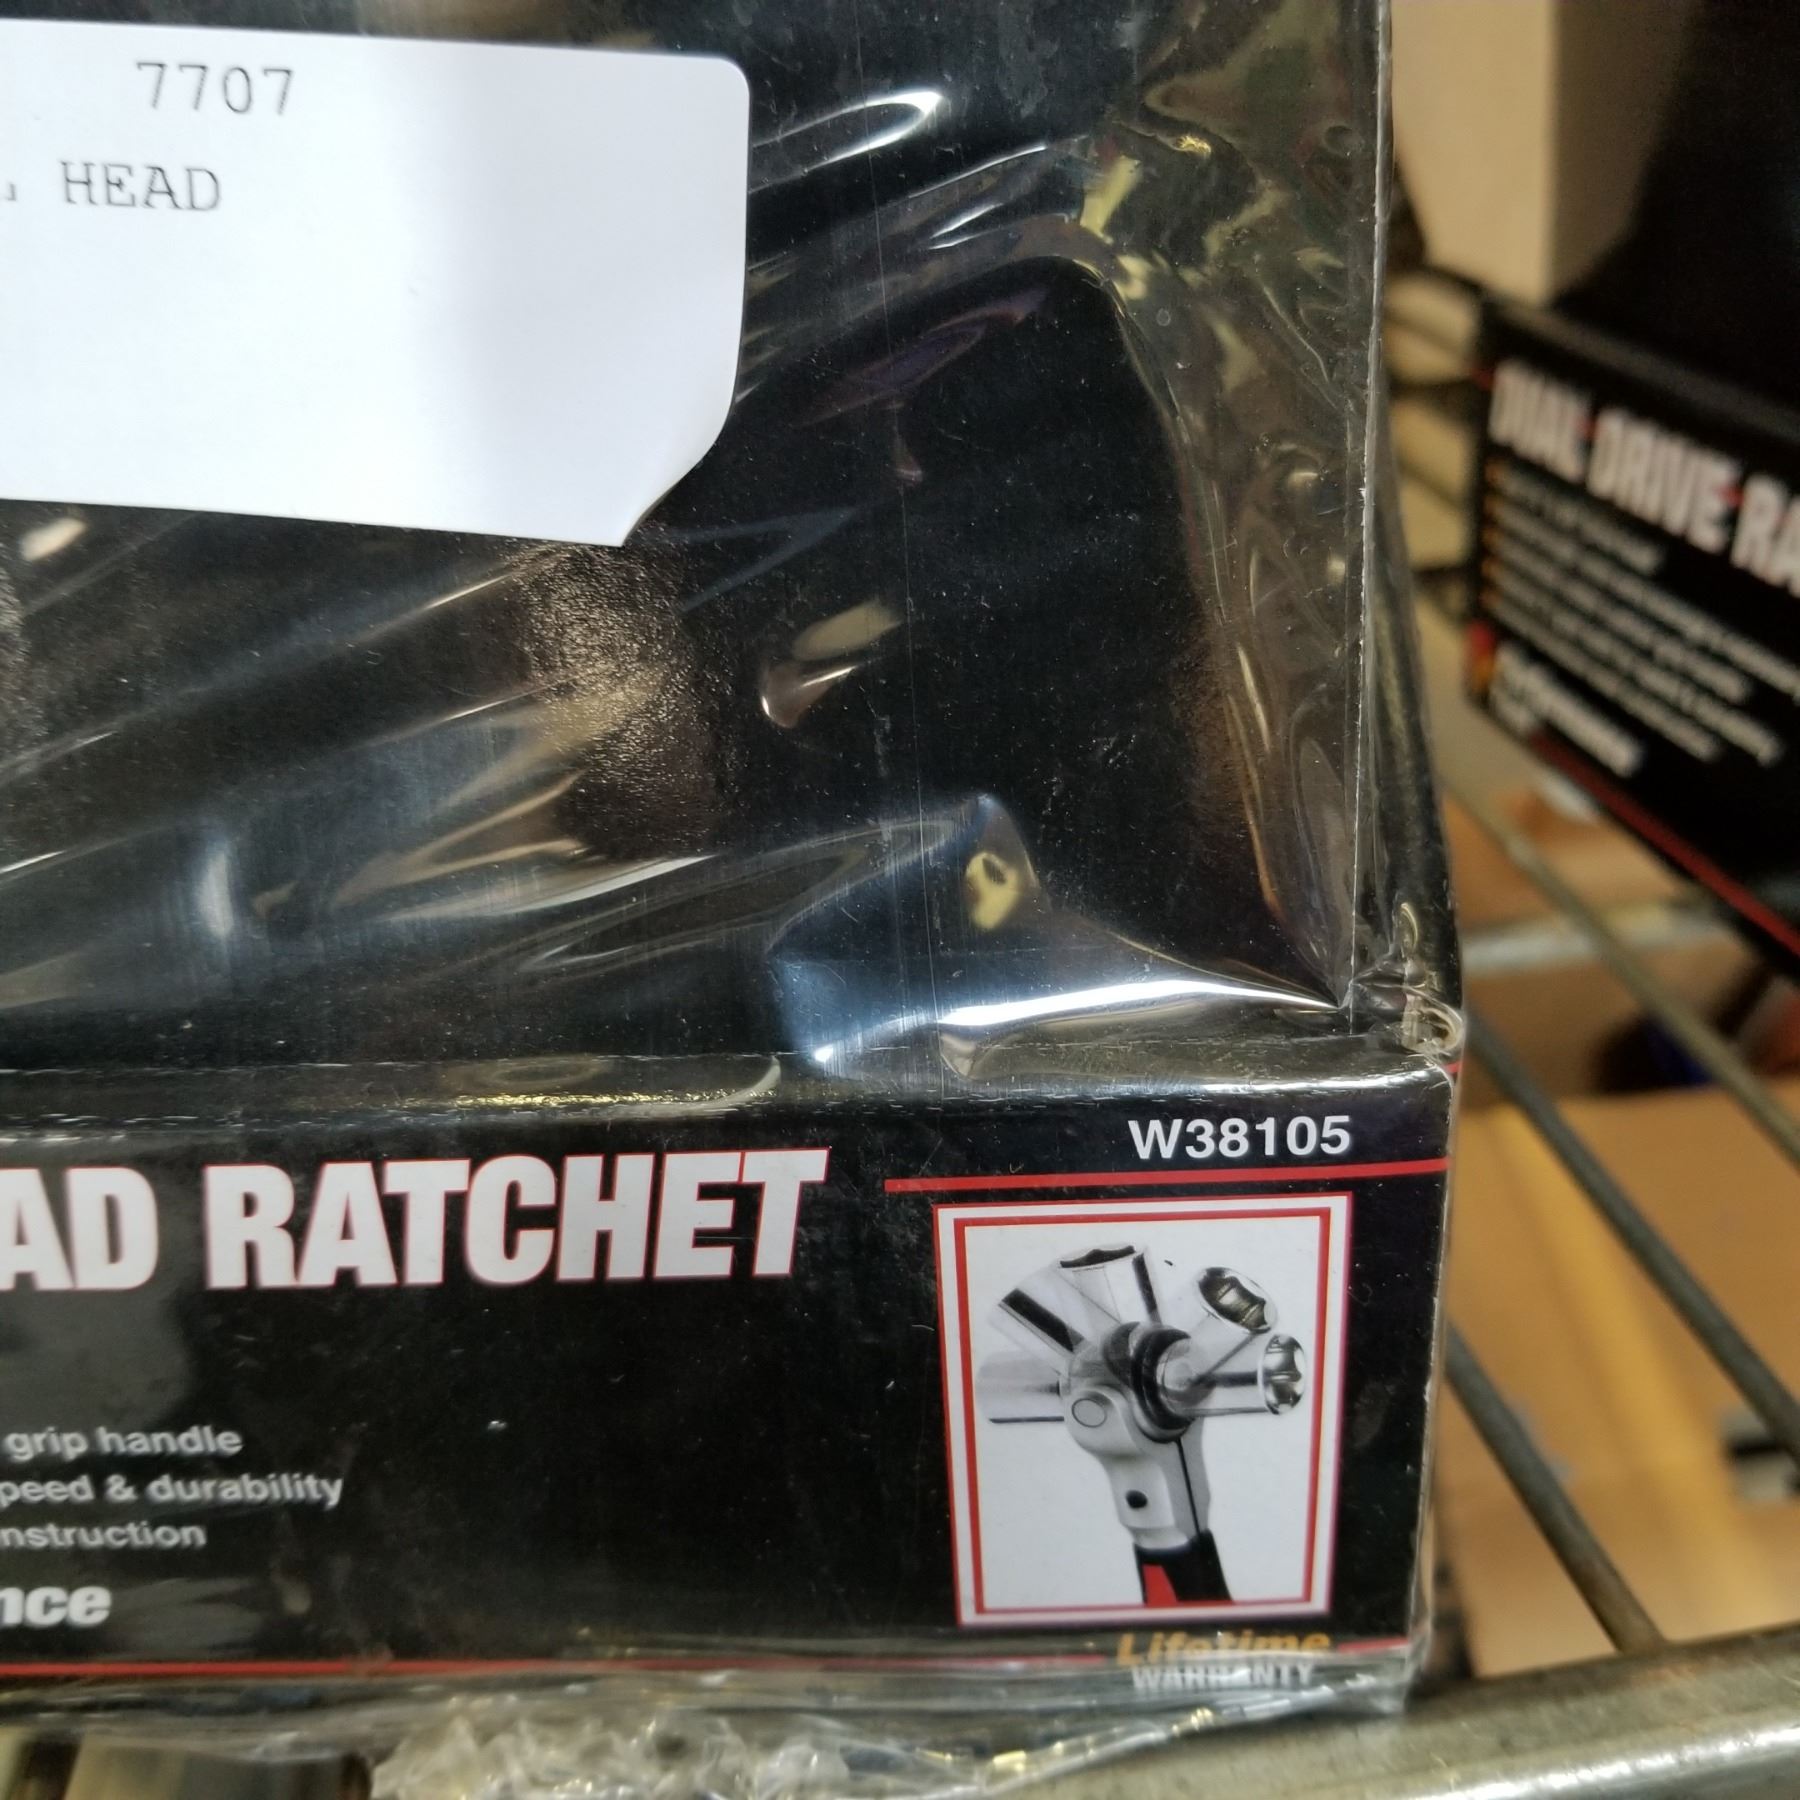 7707
HEAD
DUAL DRIVE RA
W38105
AD RATCHET
grip handle
peed & durability
nstruction
nce
Lifetime
WARRANTY